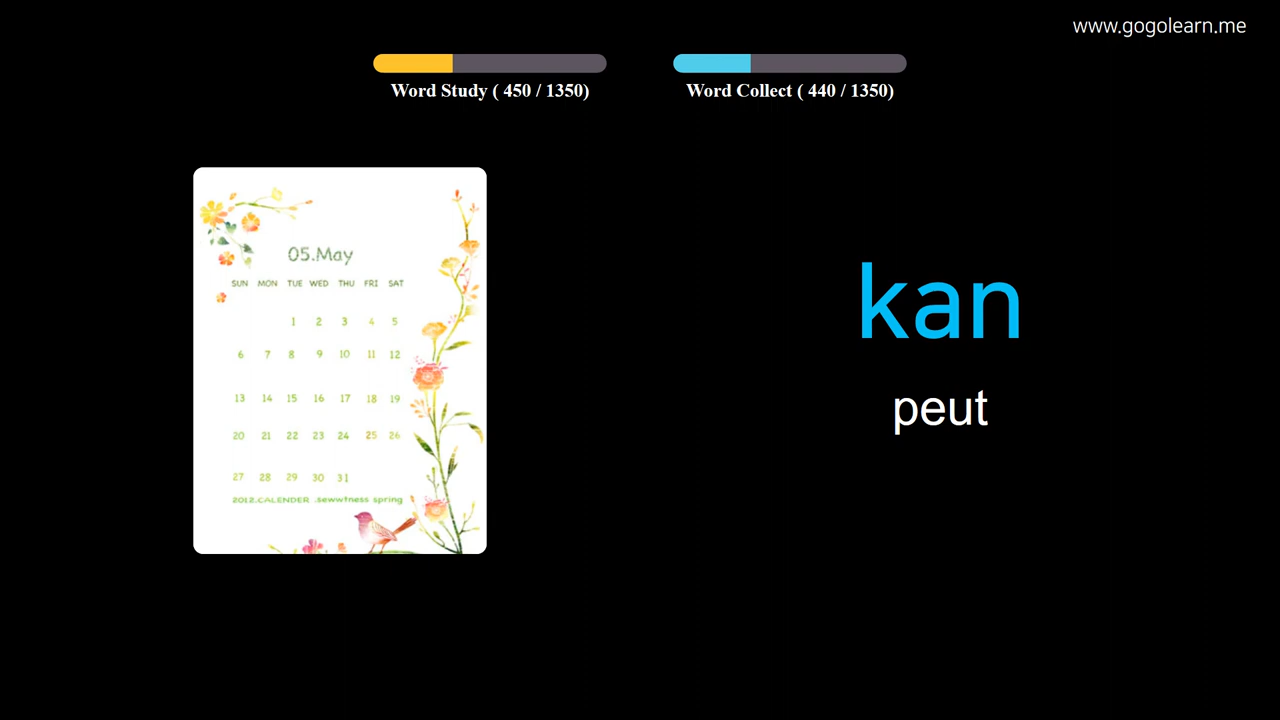 www.gogolearn.me
Word Study ( 450 / 1350)
Word Collect ( 440 / 1350)
05.May
SUN MON TUE WED THU FRI SAT
1 2 3 4 5
6 7 8 9 10 11 12
13 14 15 16 17 18 19
20 21 22 23 24 25 26
27 28 29 30 31
2012.CALENDER .sewwtness spring
kan
peut